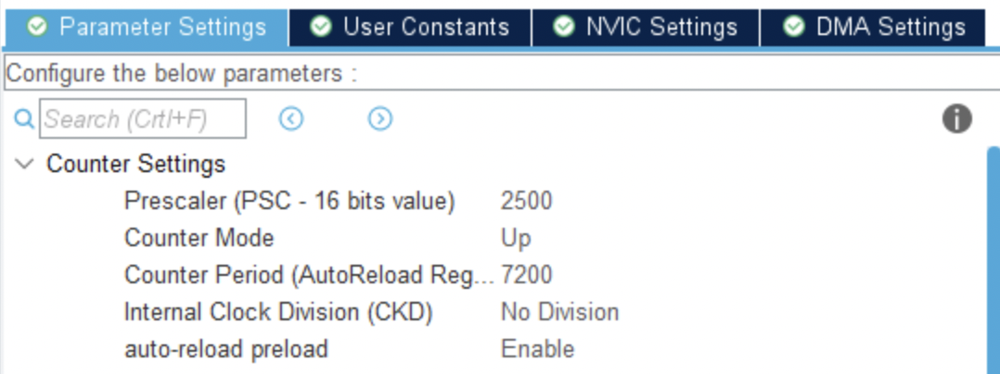 Parameter Settings User Constants NVIC Settings DMA Settings
Configure the below parameters :
Search (Crtl+F)
Counter Settings
Prescaler (PSC - 16 bits value) 2500
Counter Mode Up
Counter Period (AutoReload Reg... 7200
Internal Clock Division (CKD) No Division
auto-reload preload Enable